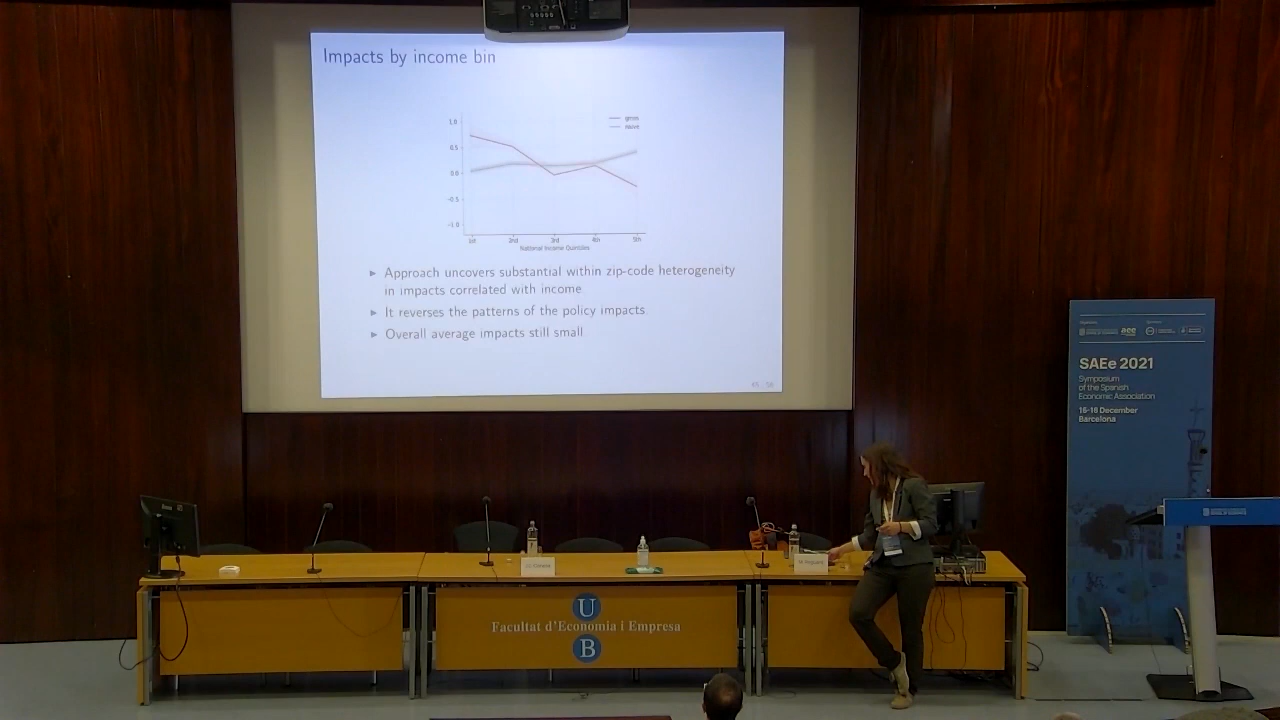 Impacts by income bin
1.0
0.5
0.0
−0.5
−1.0
gmm
naive
1st 2nd 3rd 4th 5th
National Income Quintiles
Approach uncovers substantial within zip-code heterogeneity
in impacts correlated with income.
It reverses the patterns of the policy impacts.
Overall average impacts still small.
aee
SAEe 2021
Symposium
of the Spanish
Economic Association
16-18 December
Barcelona
U
Facultat d'Economia i Empresa
B